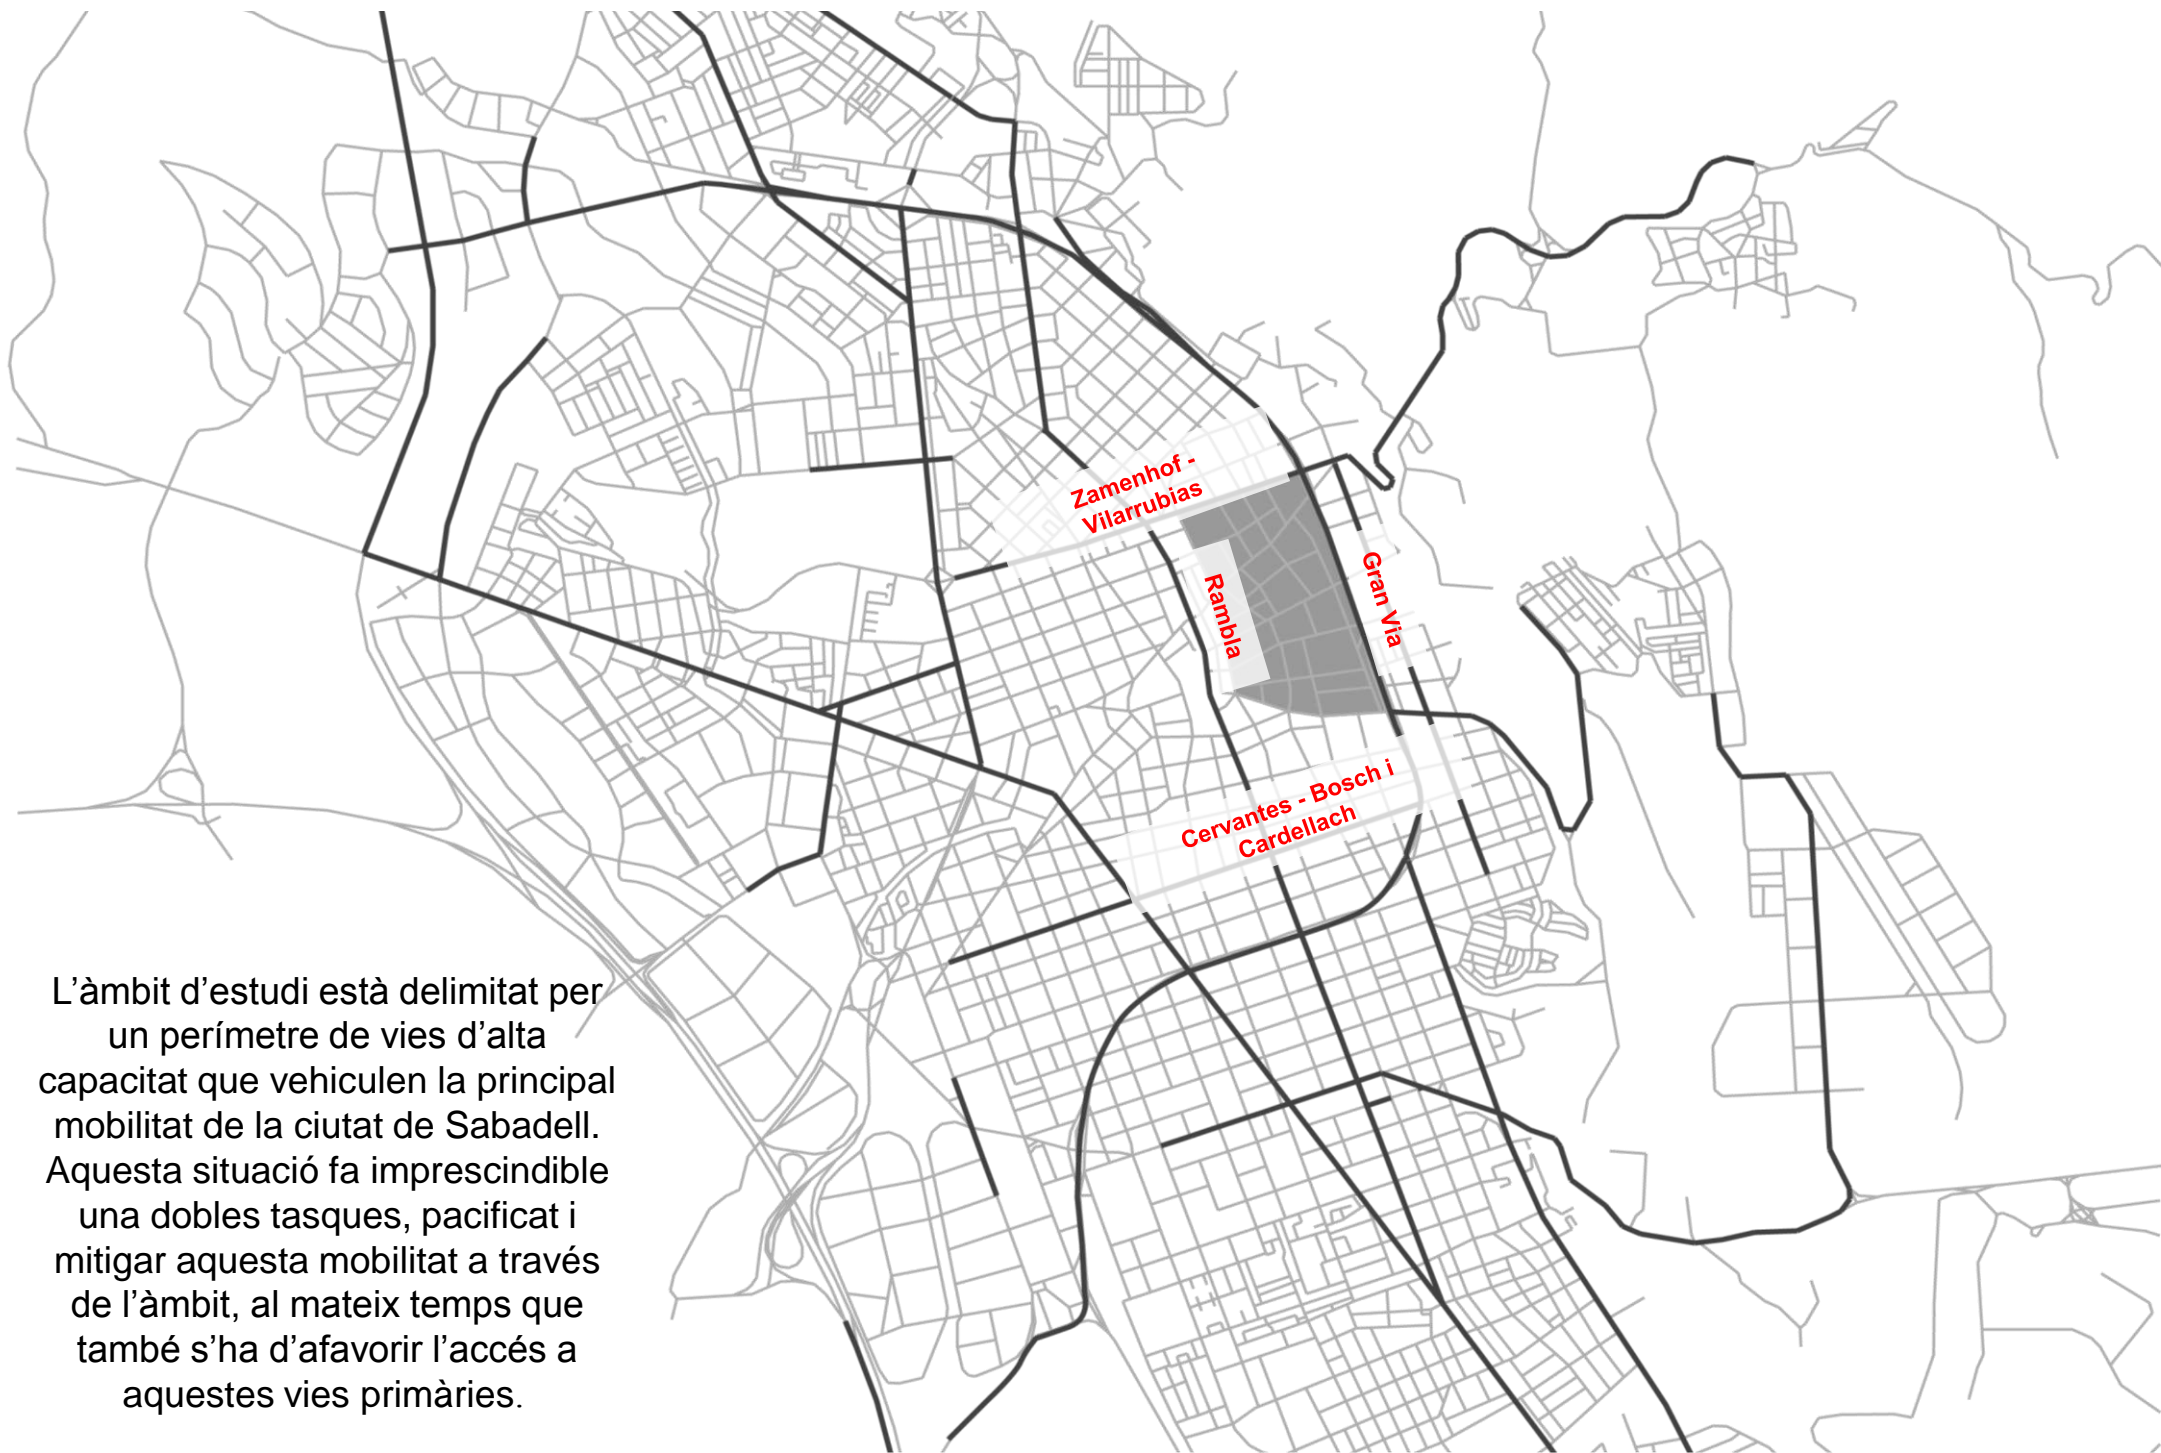 Zamenhof -
Vilarrubias
Rambla
Gran Via
Cervantes - Bosch i
Cardellach
L’àmbit d’estudi està delimitat per
un perímetre de vies d’alta
capacitat que vehiculen la principal
mobilitat de la ciutat de Sabadell.
Aquesta situació fa imprescindible
una dobles tasques, pacificat i
mitigar aquesta mobilitat a través
de l’àmbit, al mateix temps que
també s’ha d’afavorir l’accés a
aquestes vies primàries.